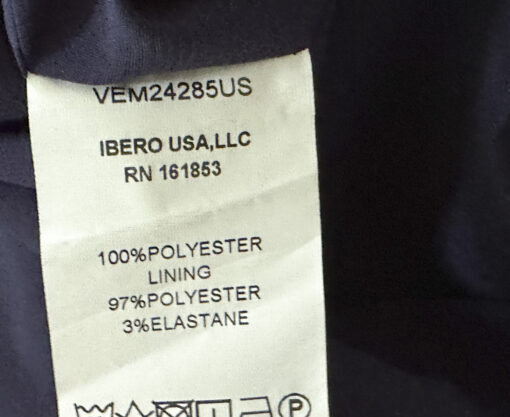 VEM24285US
IBERO USA,LLC
RN 161853
100%POLYESTER
LINING
97%POLYESTER
3%ELASTANE
P